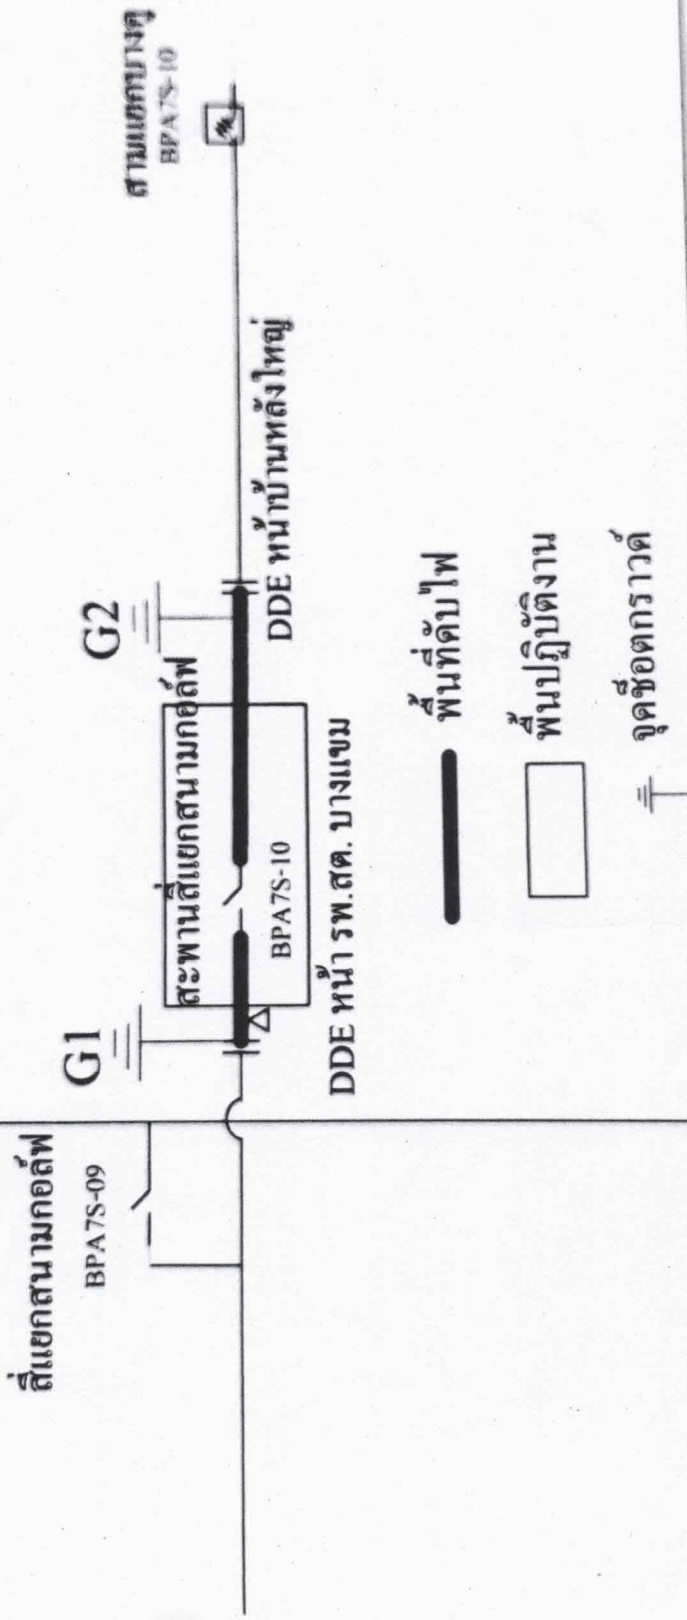 สี่แยกสนามกอล์ฟ
BPA7S-09
G1
สะพานสี่แยกสนามกอล์ฟ
BPA7S-10
DDE หน้า รพ.สต. บางแขม
G2
DDE หน้าบ้านหลังใหญ่
สามแยกบางคู
BPA7S-10
พื้นที่ดับไฟ
พื้นปฏิบัติงาน
จุดช๊อตกราวด์